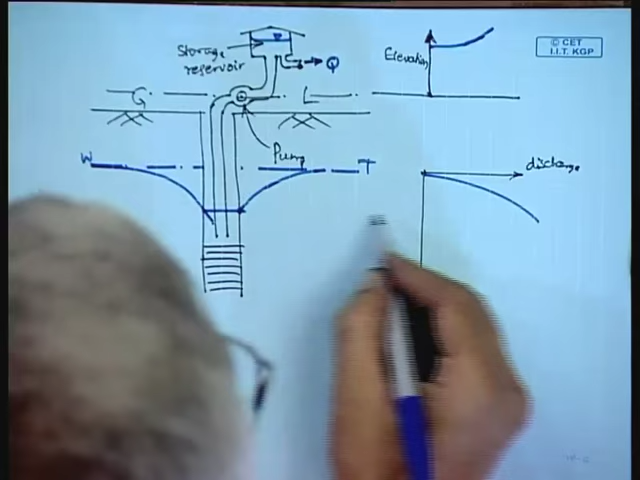 Storage
reservoir
Q
Elevation
© CET
I.I.T. KGP
G
L
Pump
W
T
discharge